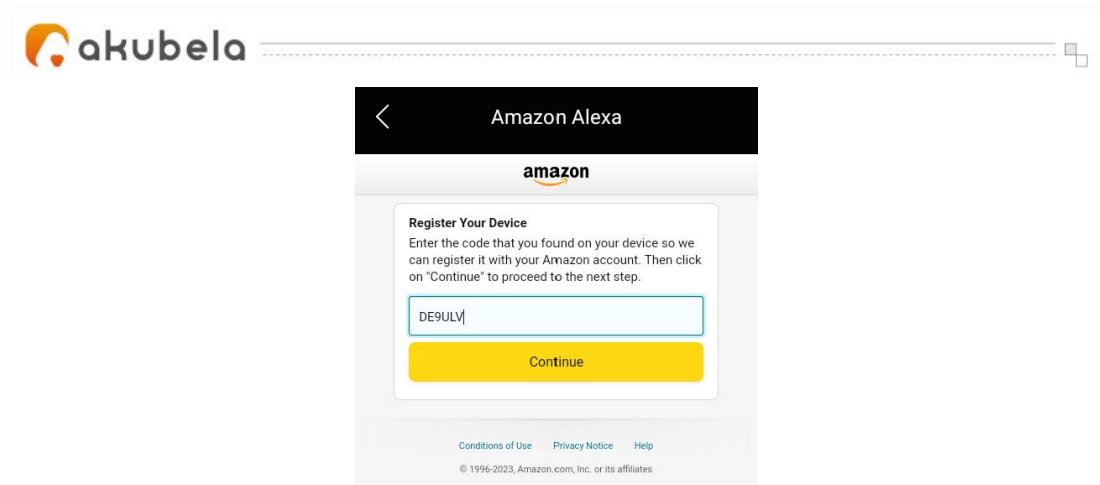 akubela
Amazon Alexa
amazon
Register Your Device
Enter the code that you found on your device so we
can register it with your Amazon account. Then click
on "Continue" to proceed to the next step.
DE9ULV
Continue
Conditions of Use Privacy Notice Help
© 1996-2023, Amazon.com, Inc. or its affiliates